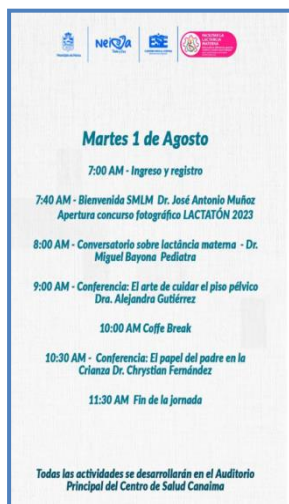 Neiva
ESE
Martes 1 de Agosto
7:00 AM - Ingreso y registro
7:40 AM - Bienvenida SMLM Dr. José Antonio Muñoz
Apertura concurso fotográfico LACTATÓN 2023
8:00 AM - Conversatorio sobre lactância materna - Dr.
Miguel Bayona Pediatra
9:00 AM - Conferencia: El arte de cuidar el piso pélvico
Dra. Alejandra Gutiérrez
10:00 AM Coffe Break
10:30 AM - Conferencia: El papel del padre en la
Crianza Dr. Chrystian Fernández
11:30 AM Fin de la jornada
Todas las actividades se desarrollarán en el Auditorio
Principal del Centro de Salud Canaima